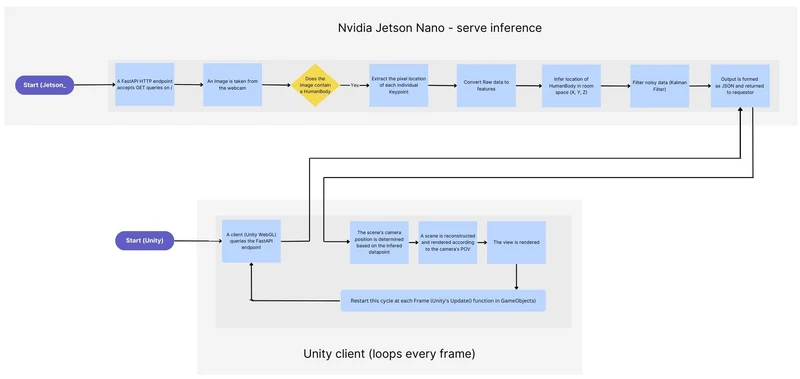 Nvidia Jetson Nano - serve inference
Start (Jetson_
A FastAPI HTTP endpoint
accepts GET queries on /
An image is taken from
the webcam
Does the
image contain
a HumanBody
Yes
Extract the pixel location
of each individual
Keypoint
Convert Raw data to
features
Infer location of
HumanBody in room
space (X, Y, Z)
Filter noisy data (Kalman
Filter)
Output is formed
as JSON and returned
to requestor
Start (Unity)
A client (Unity WebGL)
queries the FastAPI
endpoint
The scene's camera
position is determined
based on the infered
datapoint
A scene is reconstructed
and rendered according
to the camera's POV
The view is rendered
Restart this cycle at each Frame (Unity's Update() function in GameObjects)
Unity client (loops every frame)